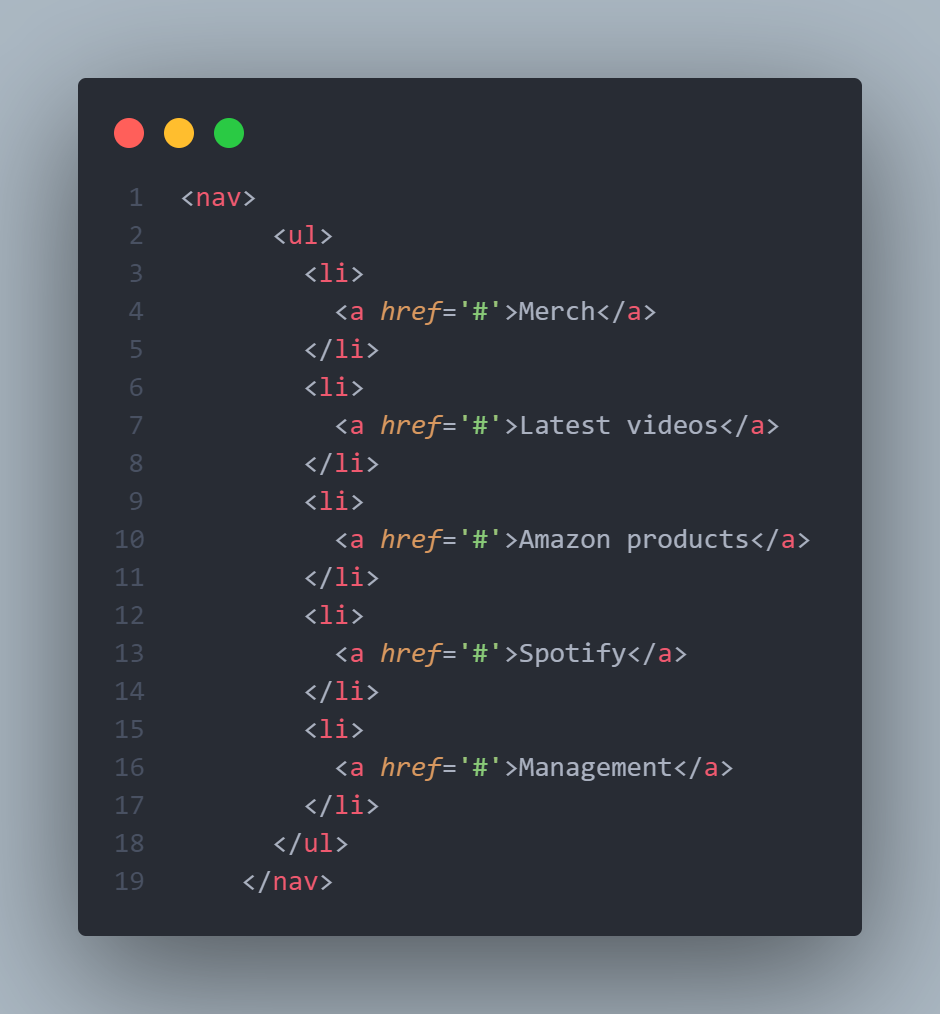 1 <nav>
2       <ul>
3         <li>
4           <a href='#'>Merch</a>
5         </li>
6         <li>
7           <a href='#'>Latest videos</a>
8         </li>
9         <li>
10           <a href='#'>Amazon products</a>
11         </li>
12         <li>
13           <a href='#'>Spotify</a>
14         </li>
15         <li>
16           <a href='#'>Management</a>
17         </li>
18       </ul>
19     </nav>